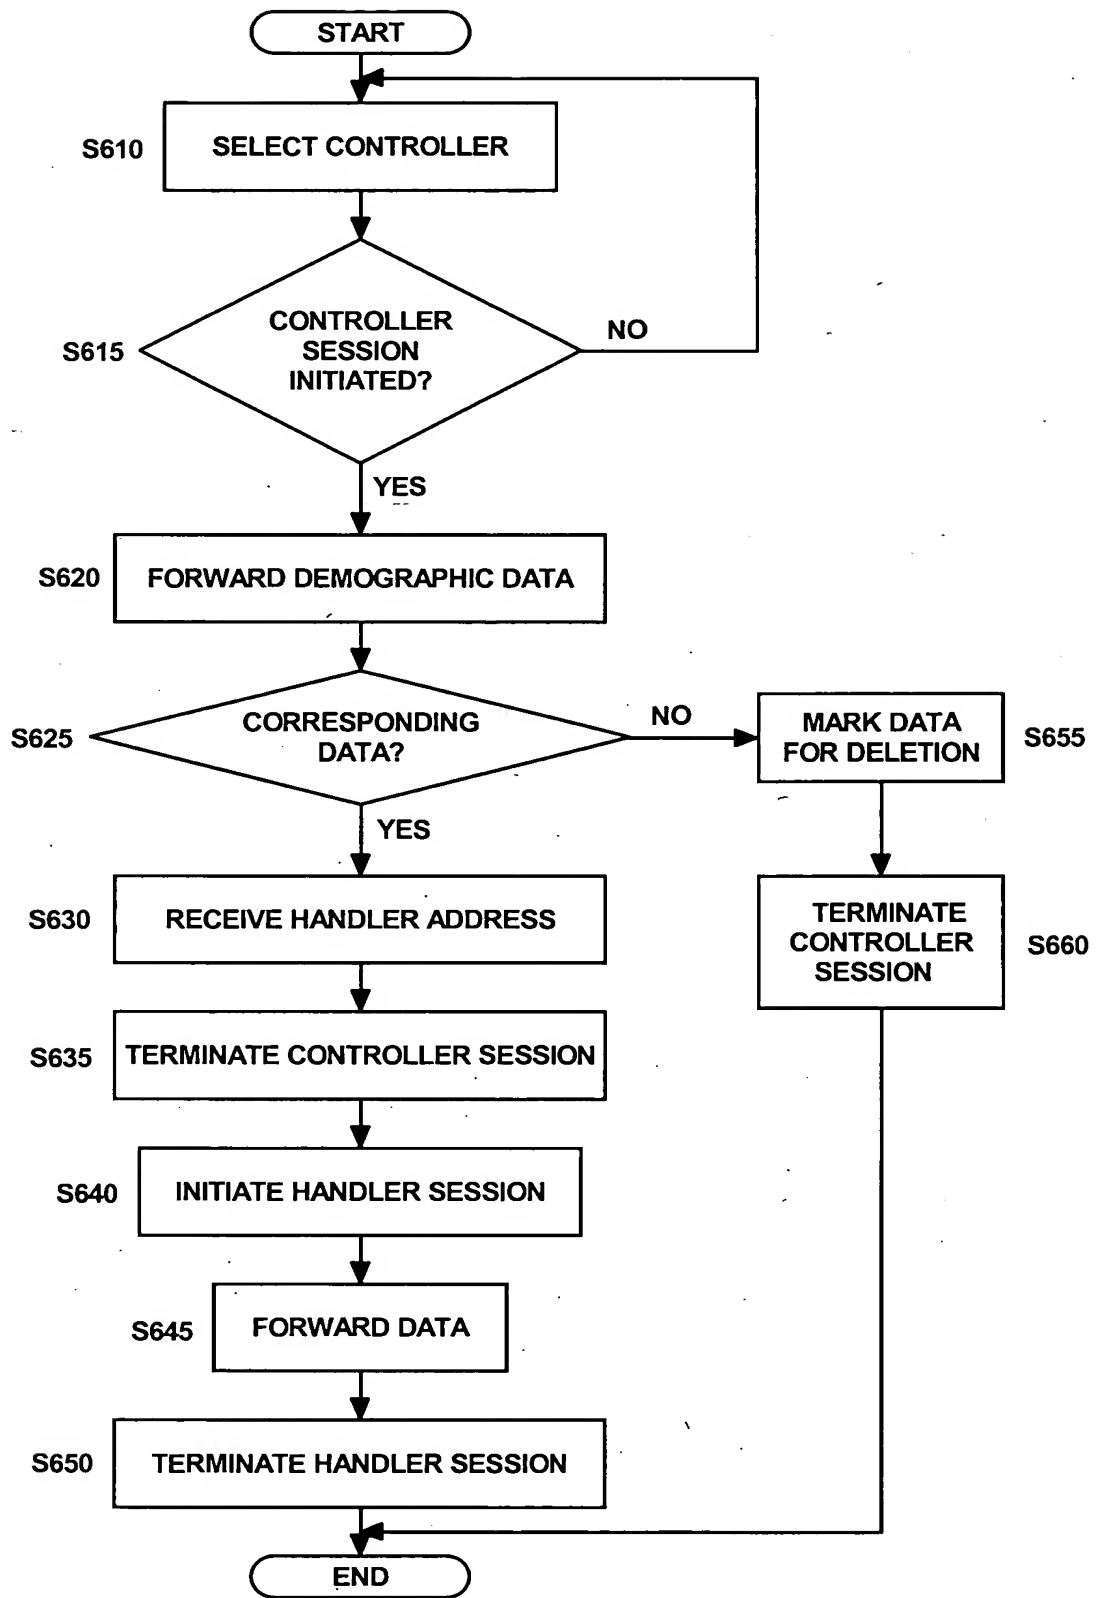 START
S610
SELECT CONTROLLER
S615
CONTROLLER
SESSION
INITIATED?
NO
YES
S620
FORWARD DEMOGRAPHIC DATA
S625
CORRESPONDING
DATA?
NO
MARK DATA
FOR DELETION
S655
YES
S630
RECEIVE HANDLER ADDRESS
TERMINATE
CONTROLLER
SESSION
S660
S635
TERMINATE CONTROLLER SESSION
S640
INITIATE HANDLER SESSION
S645
FORWARD DATA
S650
TERMINATE HANDLER SESSION
END